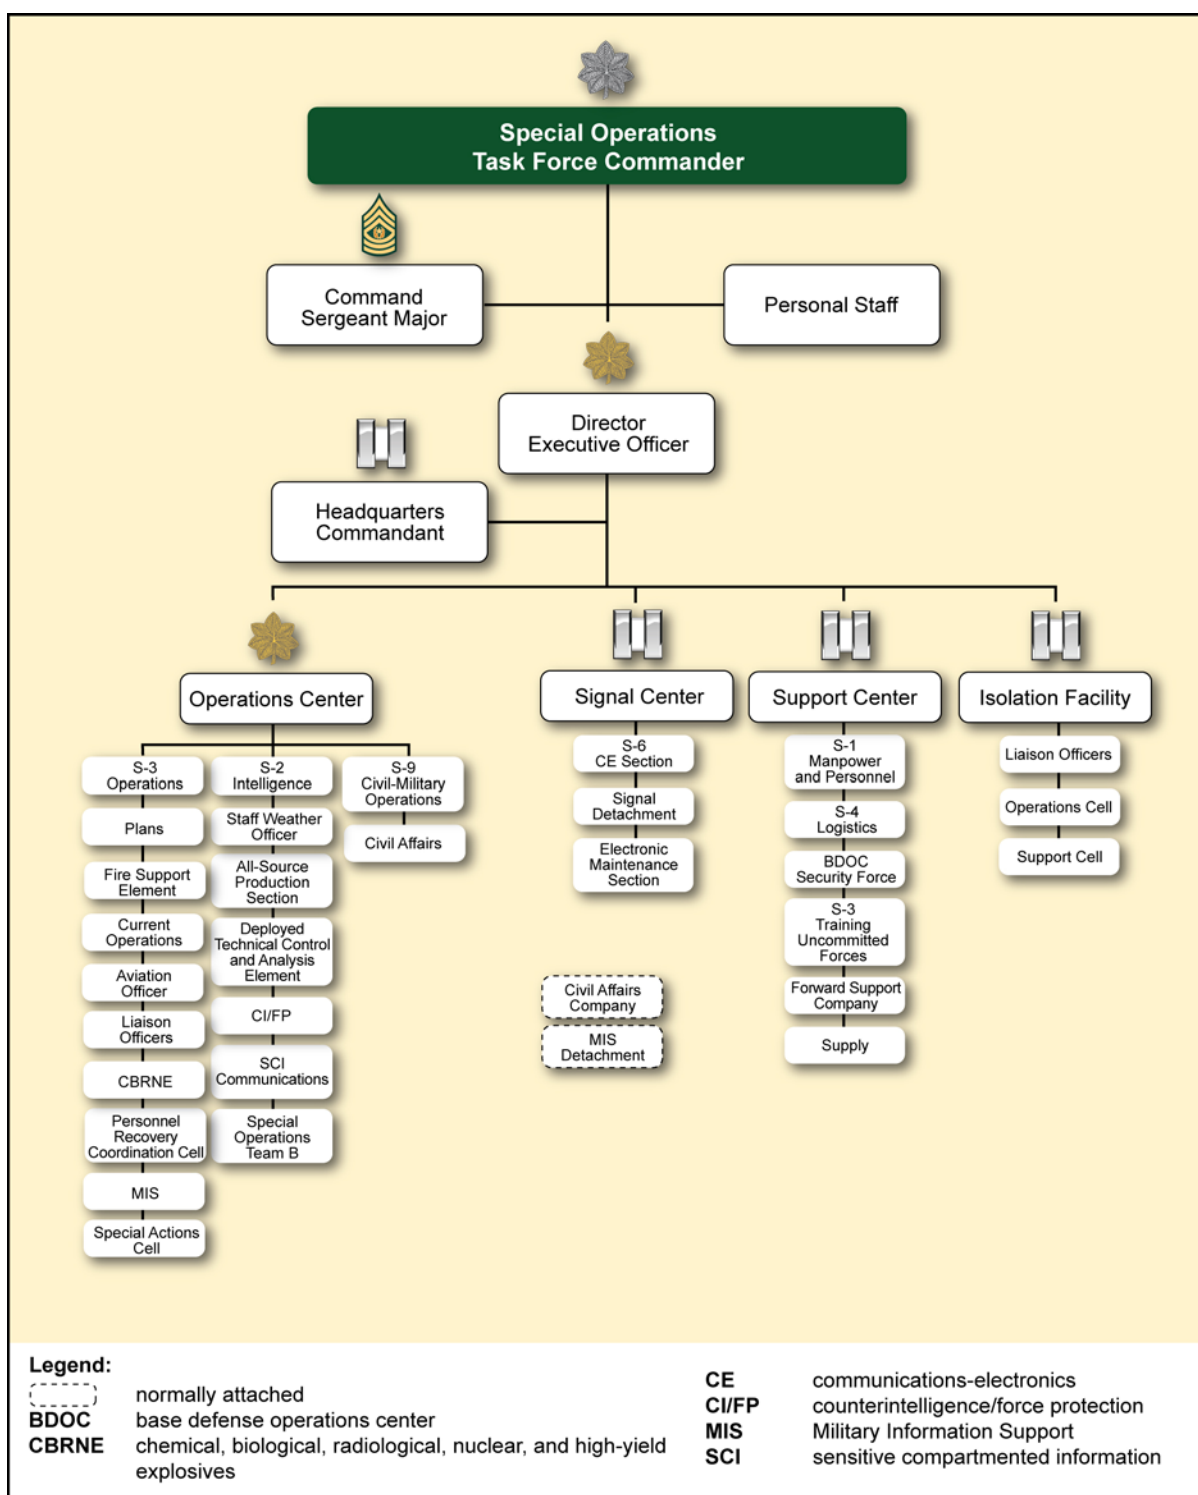 Special Operations
Task Force Commander
Command
Sergeant Major
Personal Staff
Director
Executive Officer
Headquarters
Commandant
Operations Center
Signal Center
Support Center
Isolation Facility
S-3
Operations
Plans
Fire Support
Element
Current
Operations
Aviation
Officer
Liaison
Officers
CBRNE
Personnel
Recovery
Coordination Cell
MIS
Special Actions
Cell
S-2
Intelligence
Staff Weather
Officer
All-Source
Production
Section
Deployed
Technical Control
and Analysis
Element
CI/FP
SCI
Communications
Special
Operations
Team B
S-9
Civil-Military
Operations
Civil Affairs
S-6
CE Section
Signal
Detachment
Electronic
Maintenance
Section
Civil Affairs
Company
MIS
Detachment
S-1
Manpower
and Personnel
S-4
Logistics
BDOC
Security Force
S-3
Training
Uncommitted
Forces
Forward Support
Company
Supply
Liaison Officers
Operations Cell
Support Cell
Legend:
normally attached
BDOC base defense operations center
CBRNE chemical, biological, radiological, nuclear, and high-yield
explosives
CE communications-electronics
CI/FP counterintelligence/force protection
MIS Military Information Support
SCI sensitive compartmented information